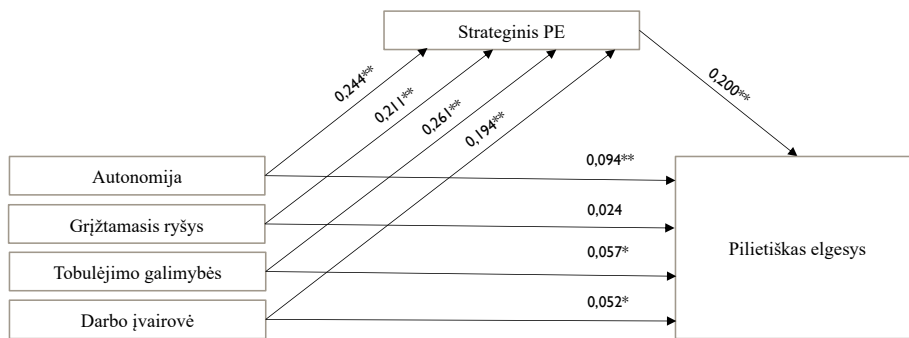 Strateginis PE
0,244**
0,211**
0,261**
0,194**
0,200**
Autonomija
0,094**
Grįžtamasis ryšys
0,024
Pilietiškas elgesys
Tobulėjimo galimybės
0,057*
Darbo įvairovė
0,052*